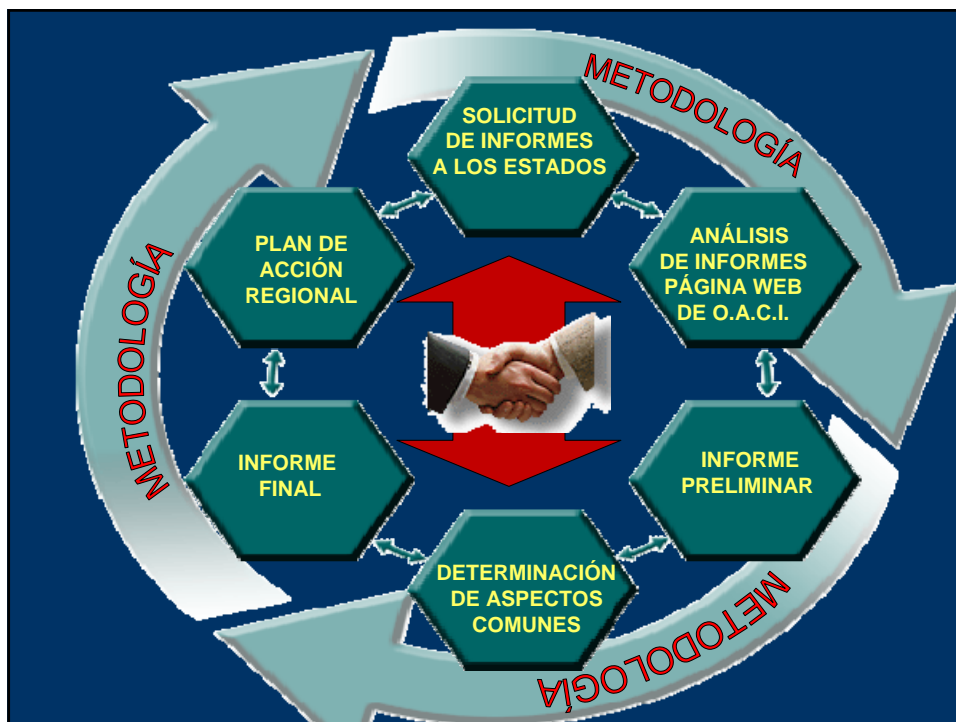 METODOLOGÍA
SOLICITUD
DE INFORMES
A LOS ESTADOS
ANÁLISIS
DE INFORMES
PÁGINA WEB
DE O.A.C.I.
INFORME
PRELIMINAR
METODOLOGÍA
DETERMINACIÓN
DE ASPECTOS
COMUNES
INFORME
FINAL
METODOLOGÍA
PLAN DE
ACCIÓN
REGIONAL